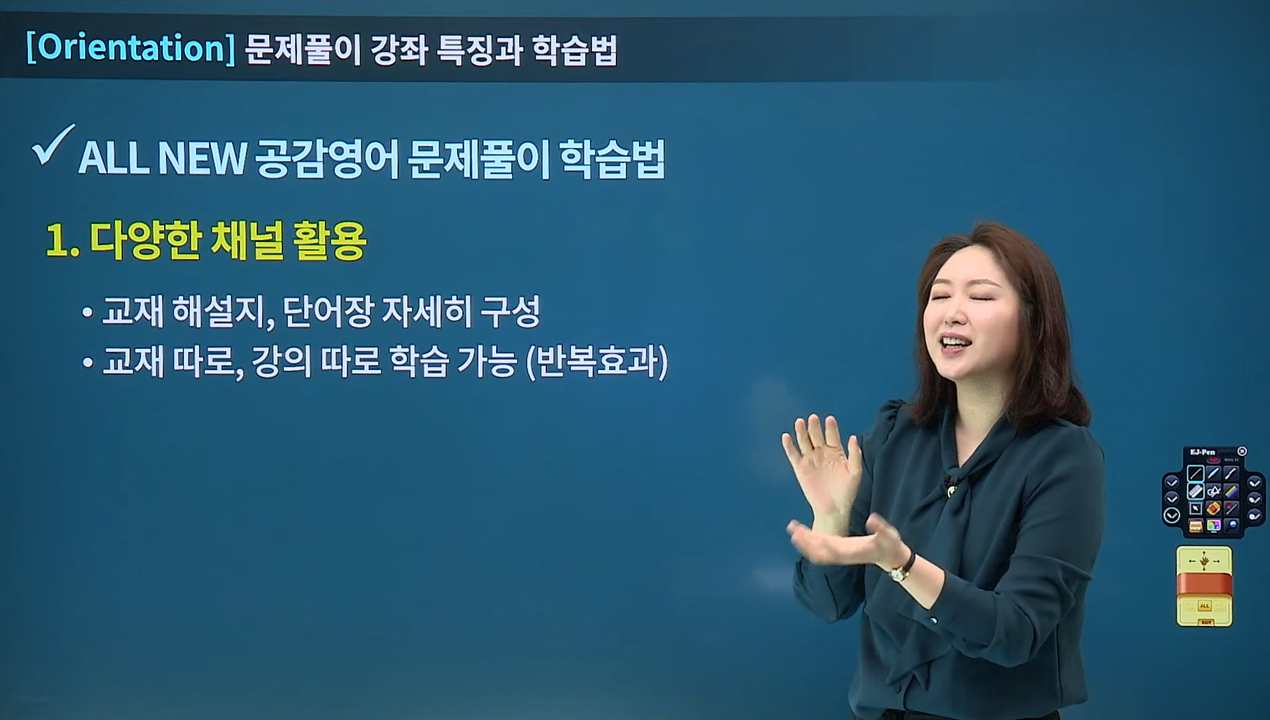 [Orientation] 문제풀이 강좌 특징과 학습법
✓ ALL NEW 공감영어 문제풀이 학습법
1. 다양한 채널 활용
• 교재 해설지, 단어장 자세히 구성
• 교재 따로, 강의 따로 학습 가능 (반복효과)
EJ-Pen
ALL
EXIT